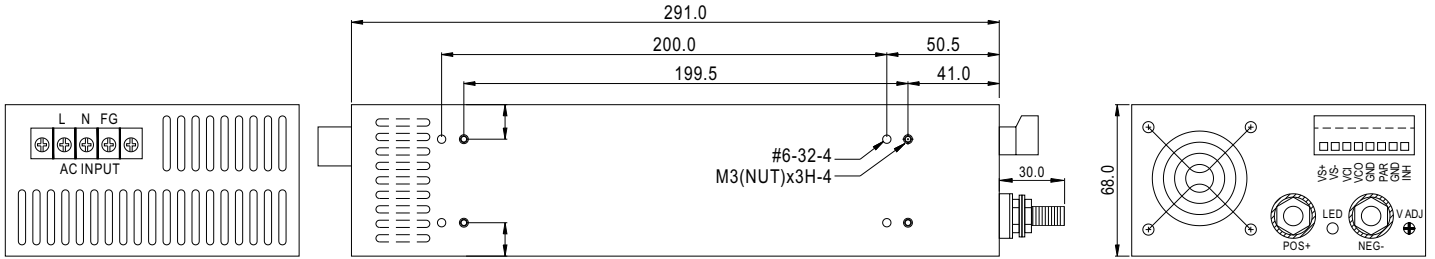 291.0
200.0 50.5
199.5 41.0
L N FG
AC INPUT
#6-32-4
M3(NUT)x3H-4
30.0
68.0
VS+
VS-
VCI
VCO
GND
PAR
GND
INH
LED
V ADJ
POS+
NEG-